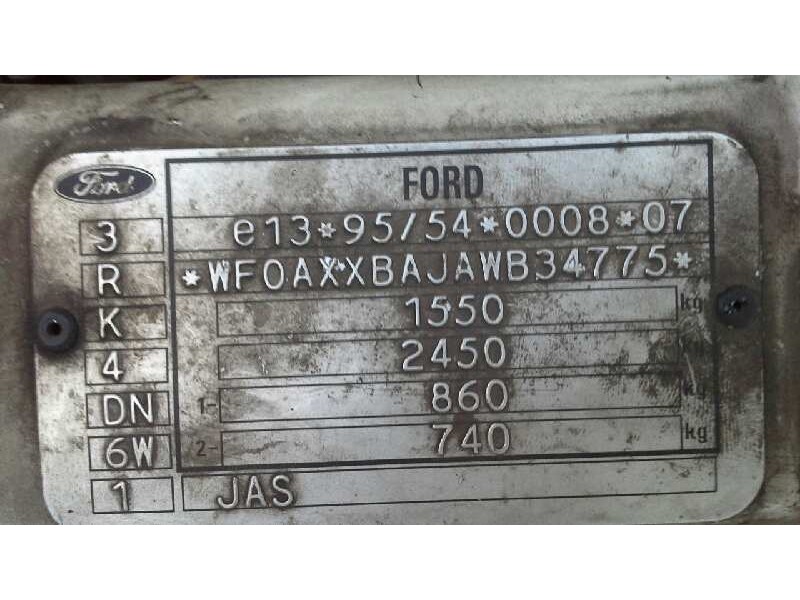 Ford FORD
3 e13*95/54*0008*07
R *WF0AXXBAJAWB34775*
K 1550 kg
4 2450
DN 1- 860
6W 2- 740 kg
1 JAS